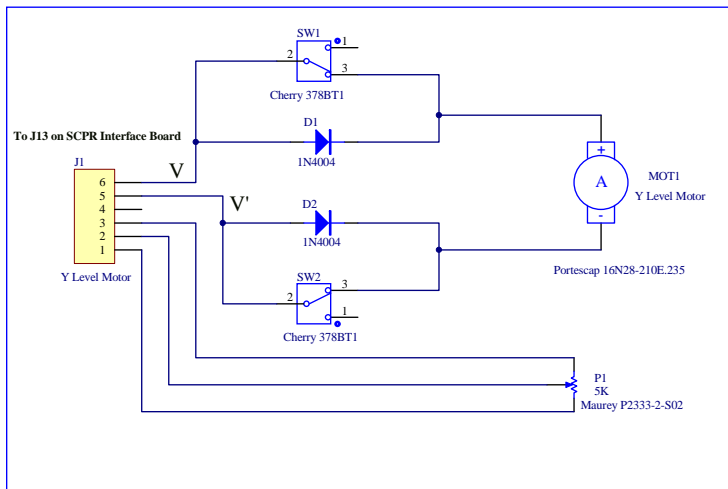 SW1
1
2
3
Cherry 378BT1
To J13 on SCPR Interface Board
D1
1N4004
J1
V
6
5
4
3
2
1
Y Level Motor
V'
D2
1N4004
+
A
-
MOT1
Y Level Motor
Portescap 16N28-210E.235
SW2
3
2
1
Cherry 378BT1
P1
5K
Maurey P2333-2-S02